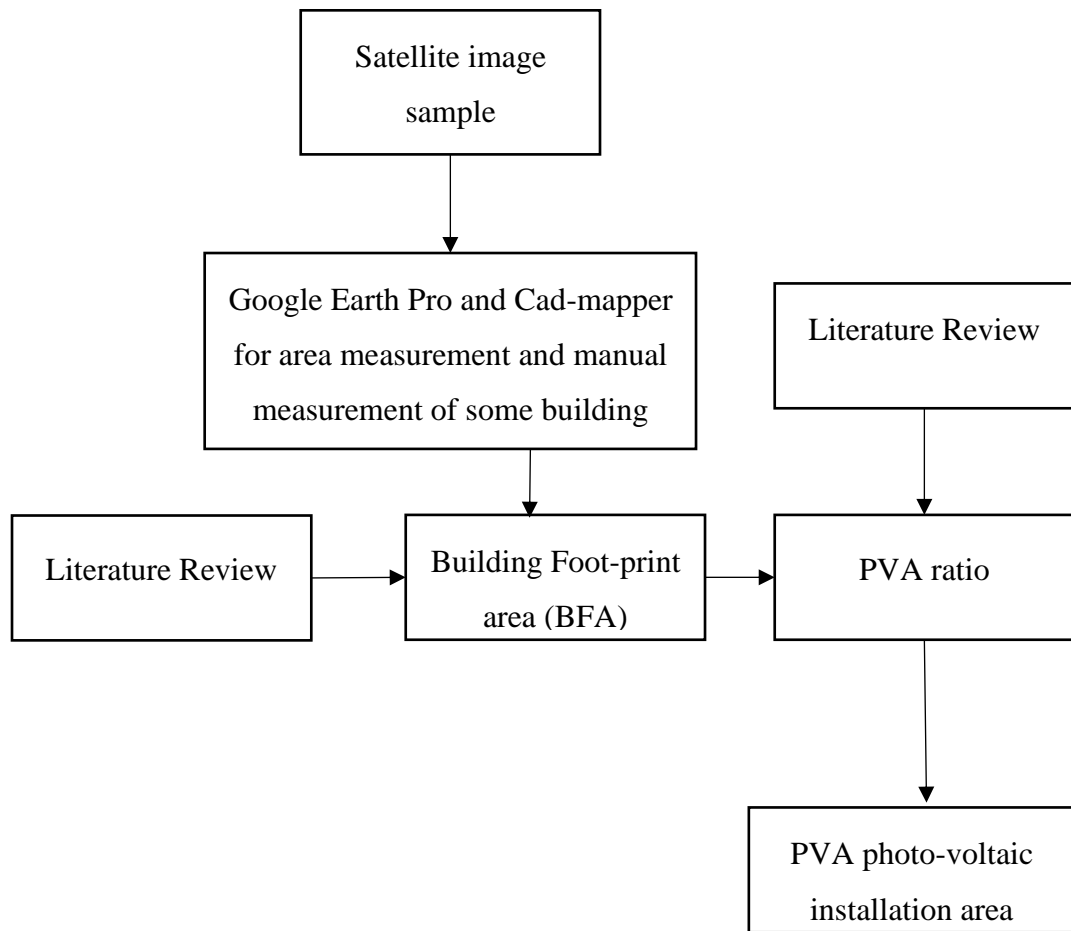 Satellite image
sample
Google Earth Pro and Cad-mapper
for area measurement and manual
measurement of some building
Literature Review
Literature Review
Building Foot-print
area (BFA)
PVA ratio
PVA photo-voltaic
installation area